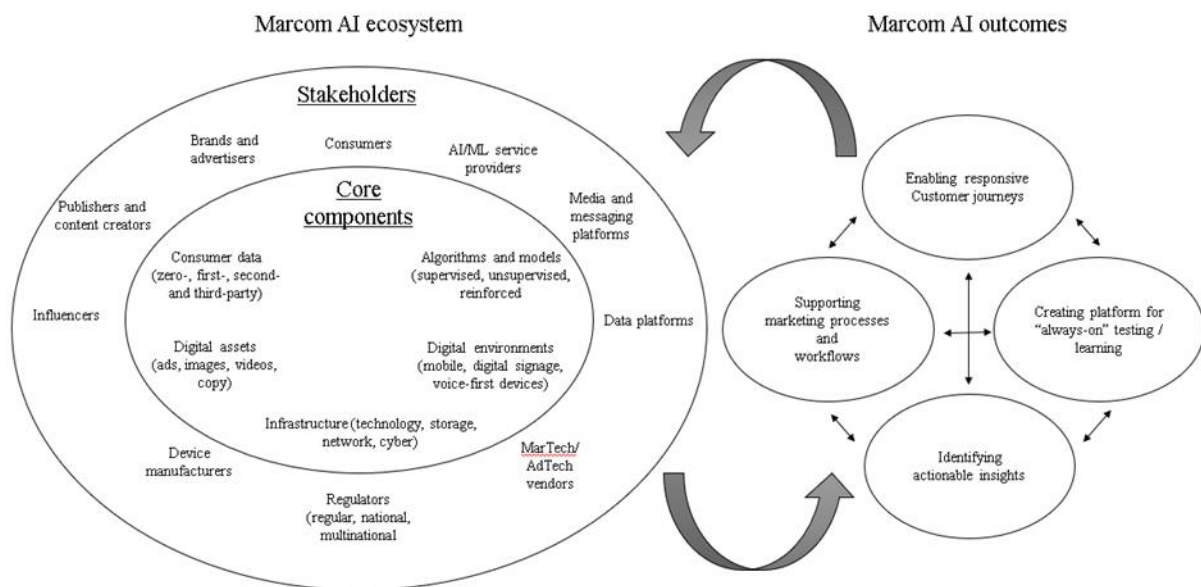 Marcom AI ecosystem
Marcom AI outcomes
Stakeholders
Brands and
advertisers
Consumers
AI/ML service
providers
Publishers and
content creators
Media and
messaging platforms
Influencers
Data platforms
Device
manufacturers
MarTech/
AdTech
vendors
Regulators
(regular, national,
multinational
Core
components
Consumer data
(zero-, first-, second-
and third-party)
Algorithms and models
(supervised, unsupervised,
reinforced
Digital assets
(ads, images, videos,
copy)
Digital environments
(mobile, digital signage,
voice-first devices)
Infrastructure (technology, storage,
network, cyber)
Enabling responsive
Customer journeys
Supporting
marketing processes
and
workflows
Creating platform for
“always-on” testing /
learning
Identifying
actionable insights